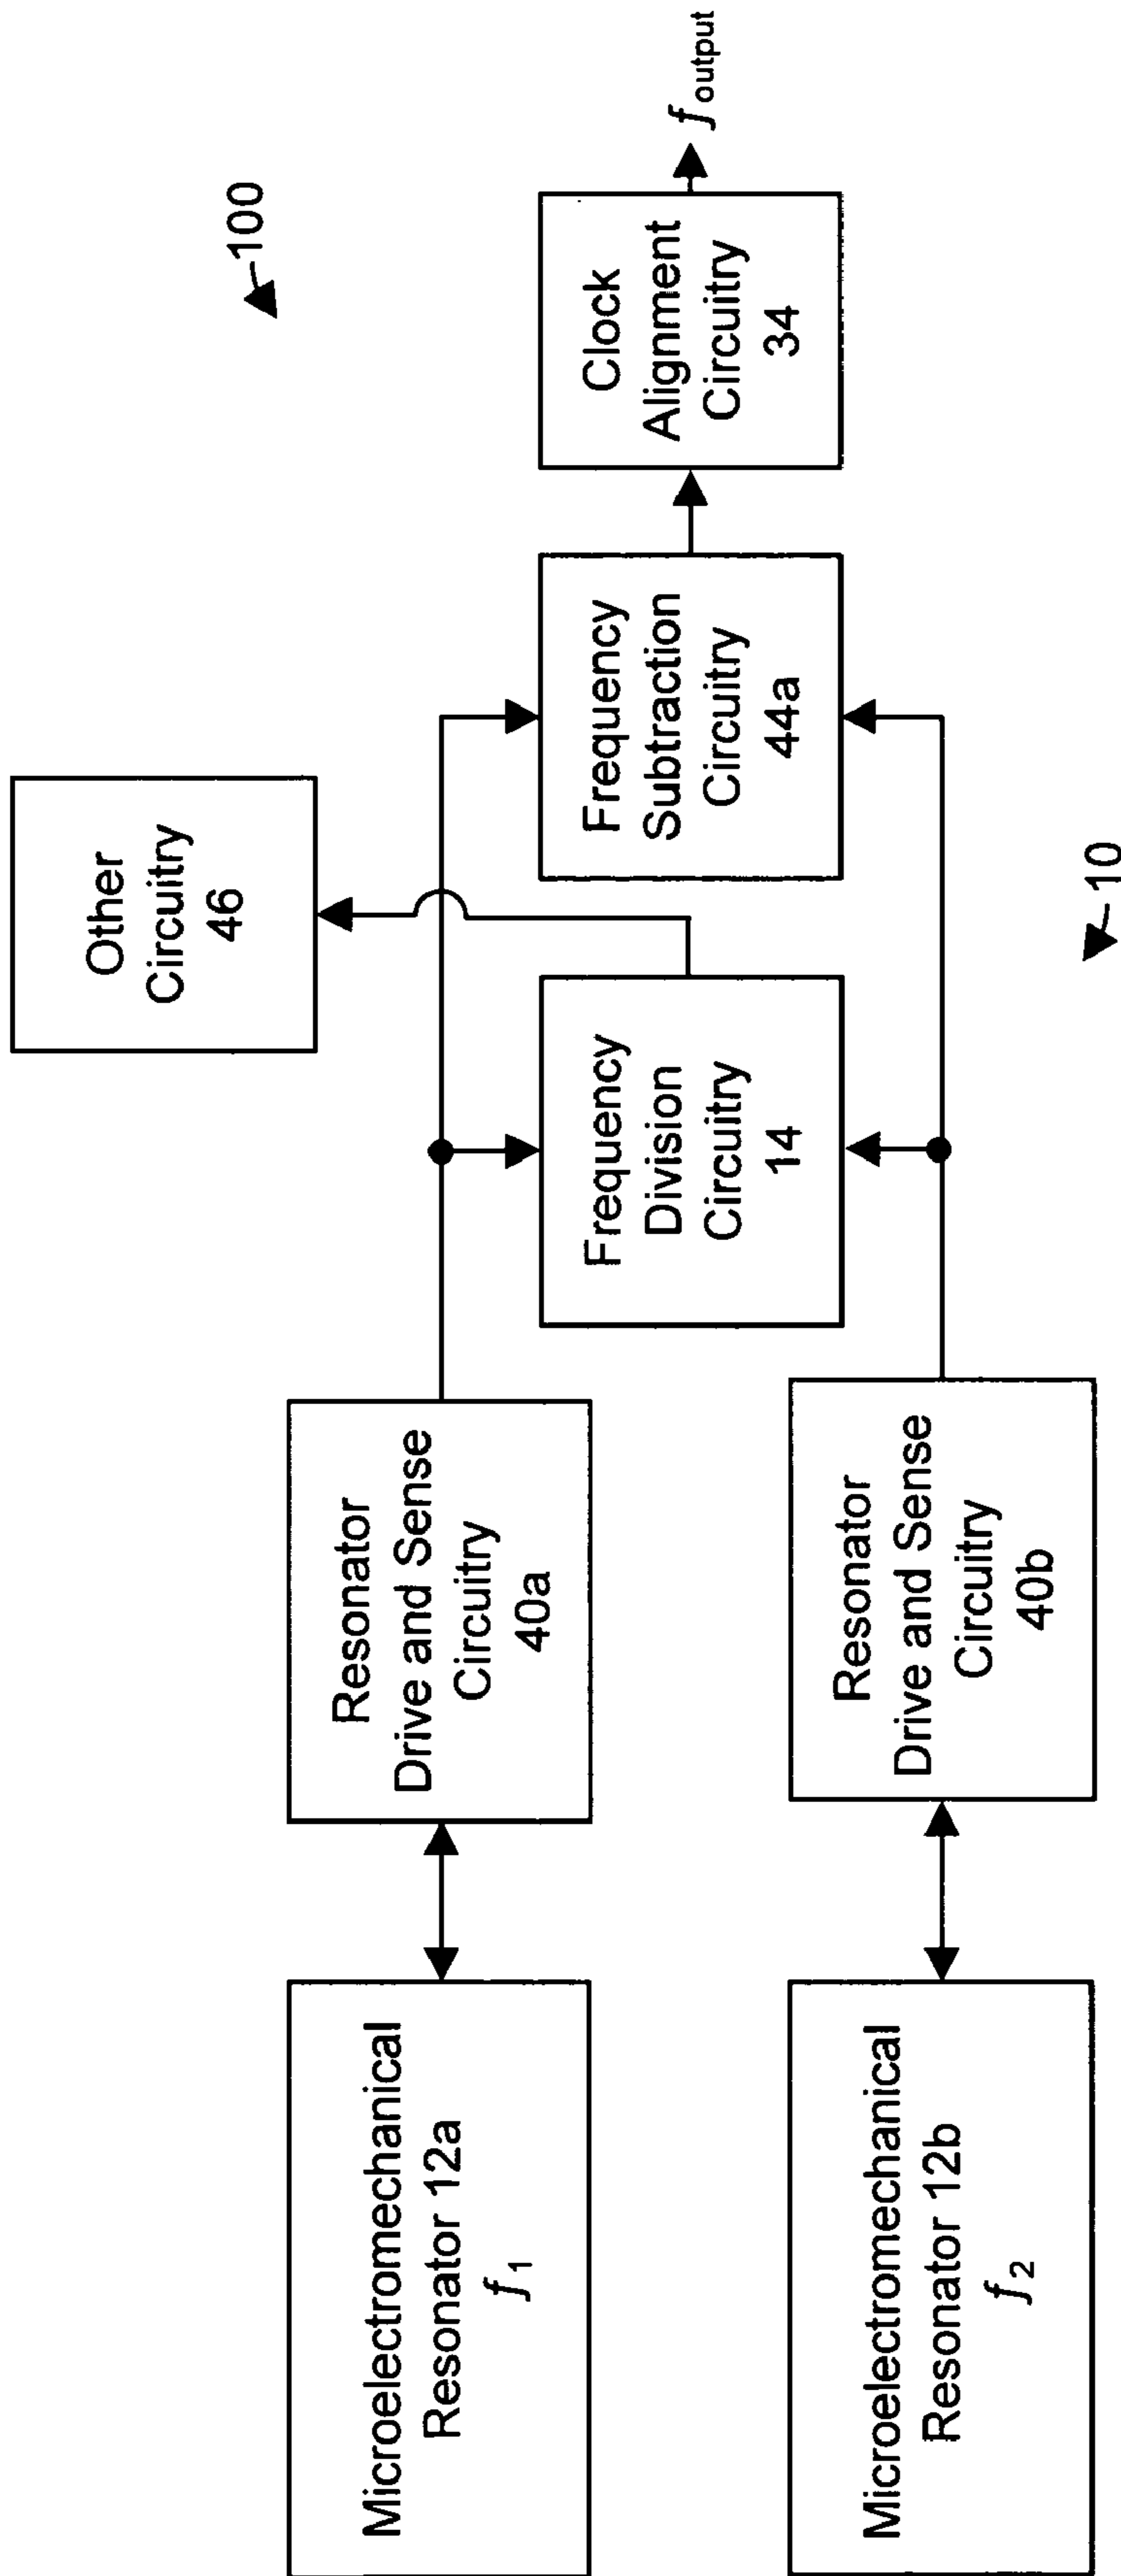 100
Other
Circuitry
46
Microelectromechanical
Resonator 12a
f1
Resonator
Drive and Sense
Circuitry
40a
Frequency
Division
Circuitry
14
Frequency
Subtraction
Circuitry
44a
Clock
Alignment
Circuitry
34
f output
Microelectromechanical
Resonator 12b
f2
Resonator
Drive and Sense
Circuitry
40b
10